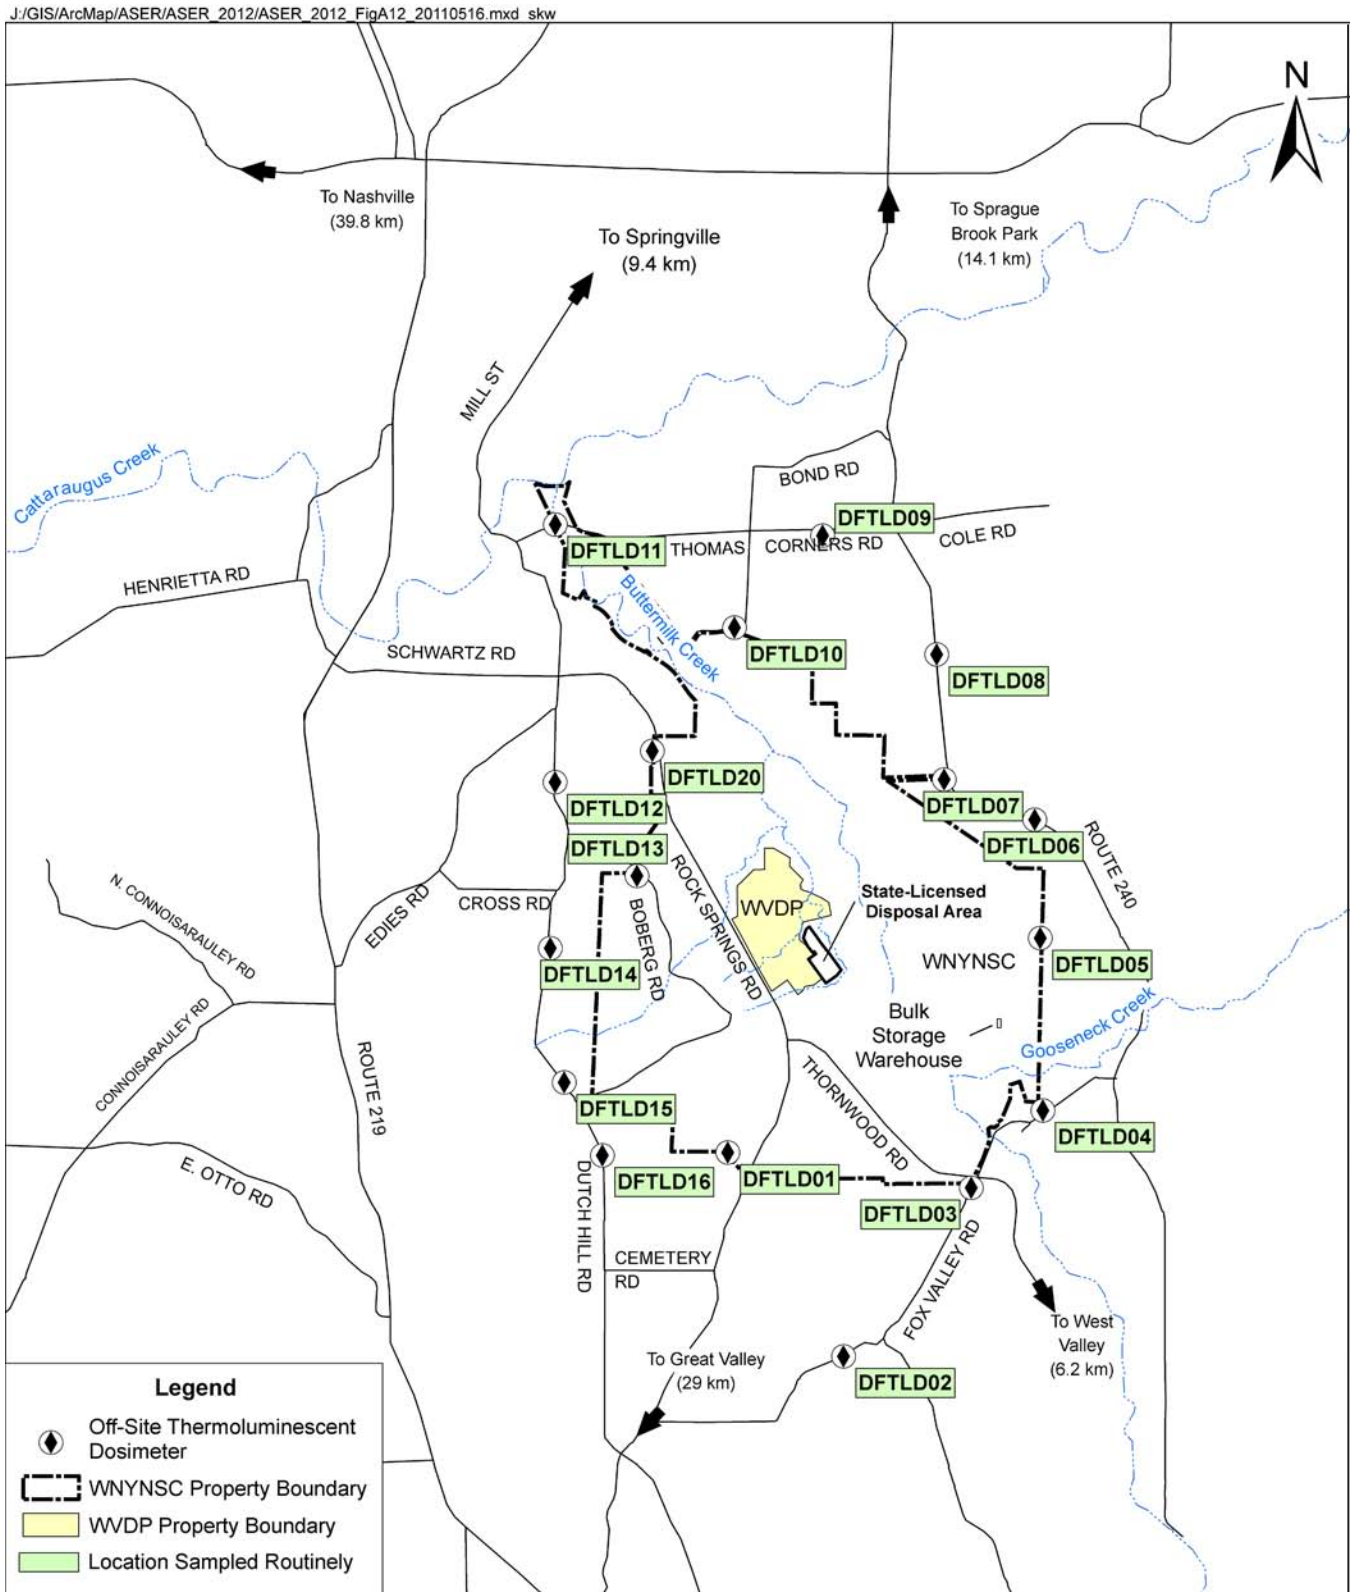 J:/GIS/ArcMap/ASER/ASER_2012/ASER_2012_FigA12_20110516.mxd skw
N
To Nashville
(39.8 km)
To Springville
(9.4 km)
To Sprague
Brook Park
(14.1 km)
MILL ST
Cattaraugus Creek
BOND RD
DFTLD09
COLE RD
DFTLD11
THOMAS CORNERS RD
HENRIETTA RD
Buttermilk Creek
SCHWARTZ RD
DFTLD10
DFTLD08
DFTLD20
DFTLD12
DFTLD07
DFTLD13
DFTLD06
ROUTE 240
N. CONNOISARAULEY RD
EDIES RD
CROSS RD
BOBERG RD
ROCK SPRINGS RD
WVDP
State-Licensed
Disposal Area
WNYNSC
DFTLD05
DFTLD14
CONNOISARAULEY RD
Bulk
Storage
Warehouse
Gooseneck Creek
ROUTE 219
THORNWOOD RD
DFTLD15
DFTLD04
E. OTTO RD
DUTCH HILL RD
DFTLD16
DFTLD01
DFTLD03
CEMETERY
RD
FOX VALLEY RD
To West
Valley
(6.2 km)
To Great Valley
(29 km)
DFTLD02
Legend
Off-Site Thermoluminescent
Dosimeter
WNYNSC Property Boundary
WVDP Property Boundary
Location Sampled Routinely